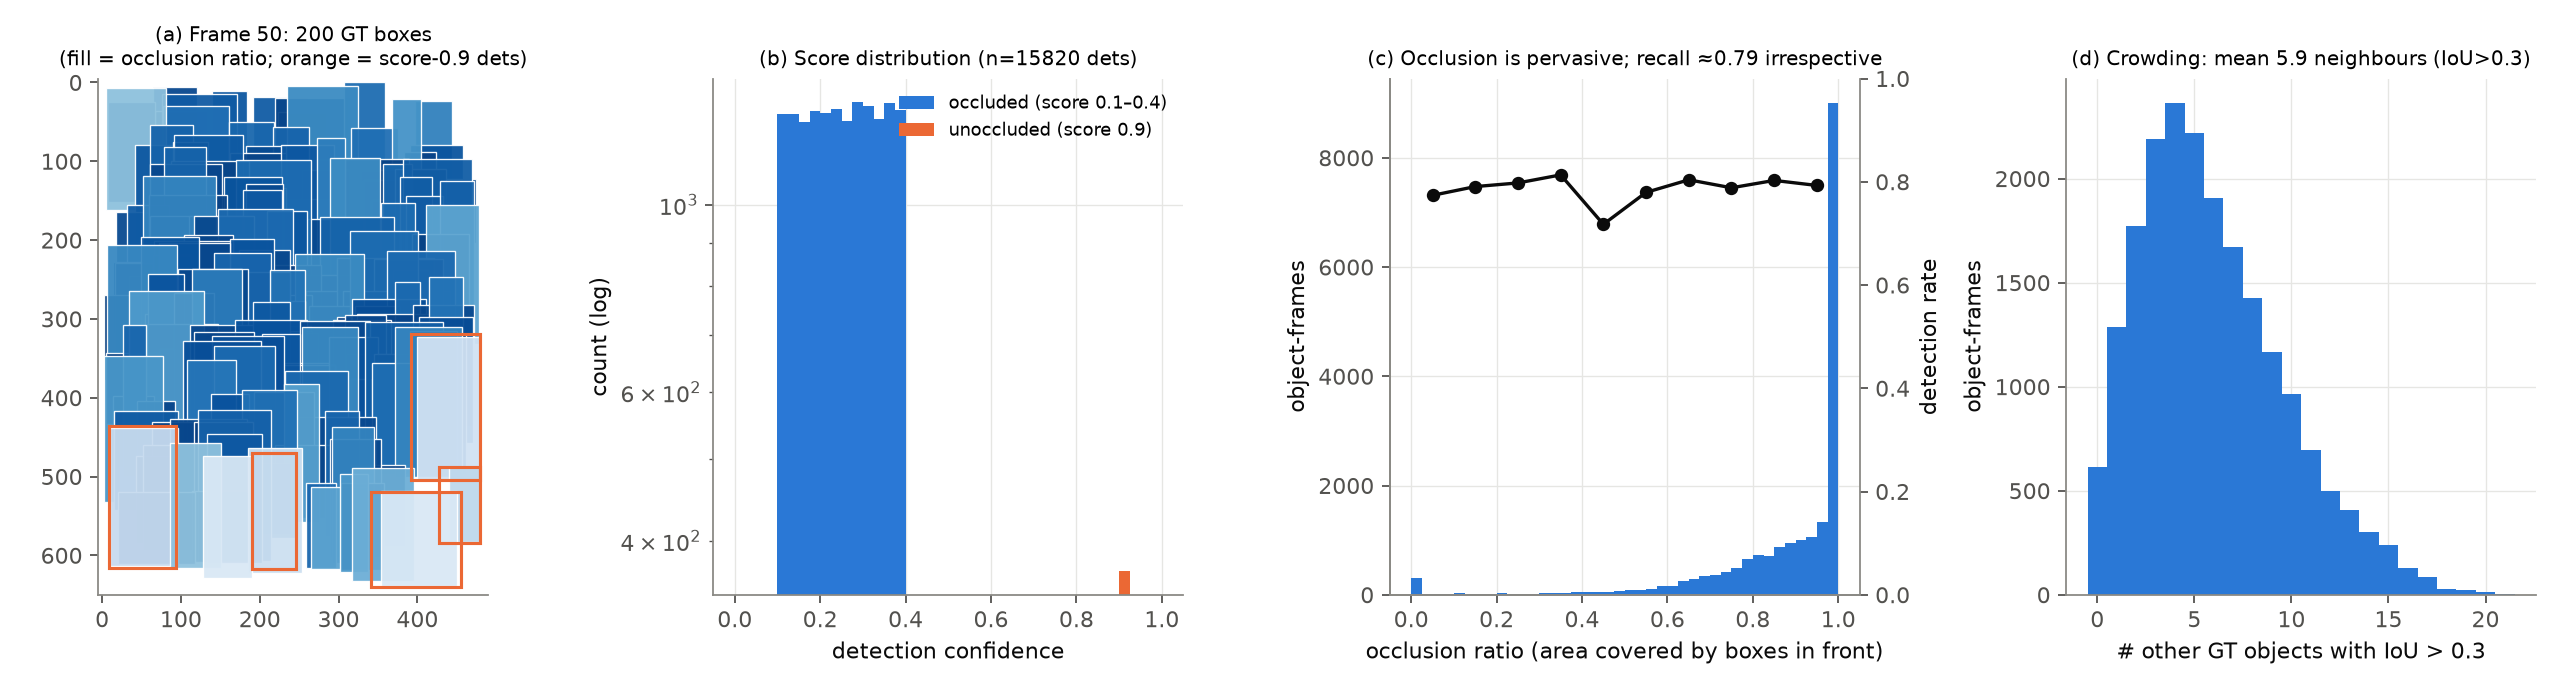 (a) Frame 50: 200 GT boxes
(fill = occlusion ratio; orange = score-0.9 dets)
0
100
200
300
400
500
600
0
100
200
300
400
(b) Score distribution (n=15820 dets)
occluded (score 0.1–0.4)
unoccluded (score 0.9)
count (log)
10³
6 × 10²
4 × 10²
0.0
0.2
0.4
0.6
0.8
1.0
detection confidence
(c) Occlusion is pervasive; recall ≈0.79 irrespective
object-frames
8000
6000
4000
2000
0
1.0
0.8
0.6
0.4
0.2
0.0
detection rate
0.0
0.2
0.4
0.6
0.8
1.0
occlusion ratio (area covered by boxes in front)
(d) Crowding: mean 5.9 neighbours (IoU>0.3)
object-frames
2000
1500
1000
500
0
0
5
10
15
20
# other GT objects with IoU > 0.3